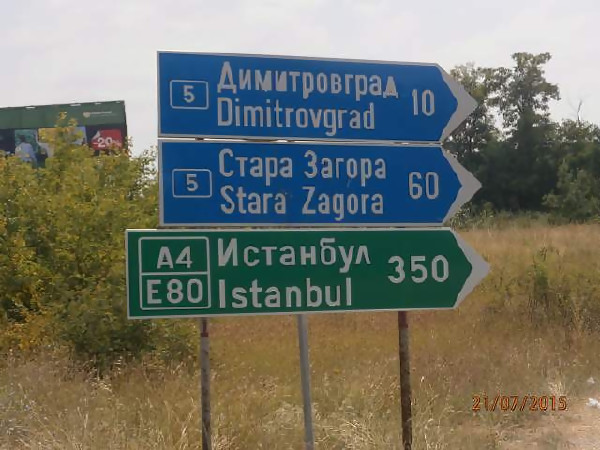 5 Димитровград 10
Dimitrovgrad
5 Стара Загора 60
Stara Zagora
A4 Истанбул 350
E80 Istanbul
21/07/2015